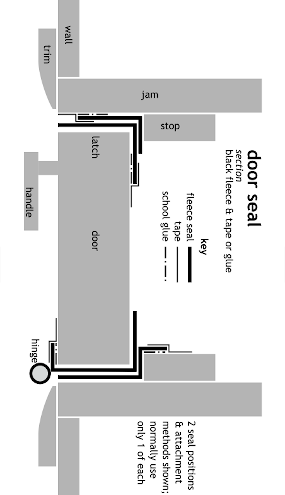 door seal
section
black fleece & tape or glue
key
fleece seal
tape
school glue
wall
trim
jam
stop
latch
handle
door
hinge
2 seal positions
& attachment
methods shown;
normally use
only 1 of each